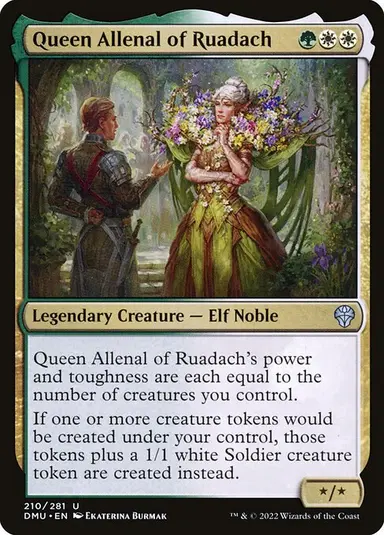 Queen Allenal of Ruadach
Legendary Creature — Elf Noble
Queen Allenal of Ruadach's power
and toughness are each equal to the
number of creatures you control.
If one or more creature tokens would
be created under your control, those
tokens plus a 1/1 white Soldier creature
token are created instead.
*/*
210/281 U
DMU • EN Ekaterina Burmak
™ & © 2022 Wizards of the Coast